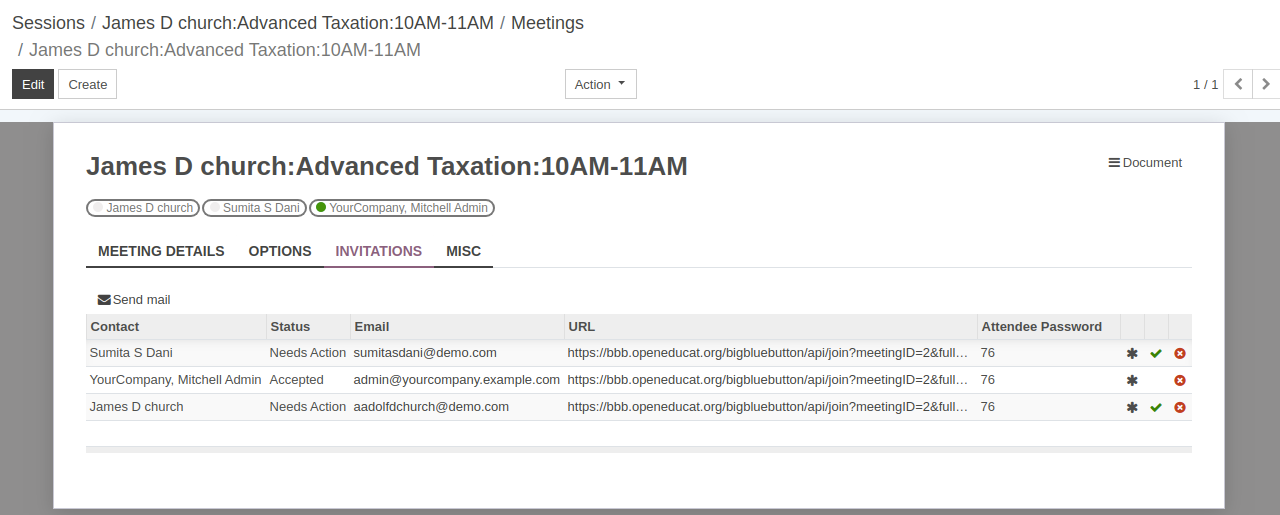 Sessions / James D church:Advanced Taxation:10AM-11AM / Meetings
/ James D church:Advanced Taxation:10AM-11AM
Edit Create Action 1 / 1
James D church:Advanced Taxation:10AM-11AM
Document
James D church Sumita S Dani YourCompany, Mitchell Admin
MEETING DETAILS OPTIONS INVITATIONS MISC
Send mail
Contact Status Email URL Attendee Password
Sumita S Dani Needs Action sumitasdani@demo.com https://bbb.openeducat.org/bigbluebutton/api/join?meetingID=2&full… 76
YourCompany, Mitchell Admin Accepted admin@yourcompany.example.com https://bbb.openeducat.org/bigbluebutton/api/join?meetingID=2&full… 76
James D church Needs Action aadolfdchurch@demo.com https://bbb.openeducat.org/bigbluebutton/api/join?meetingID=2&full… 76